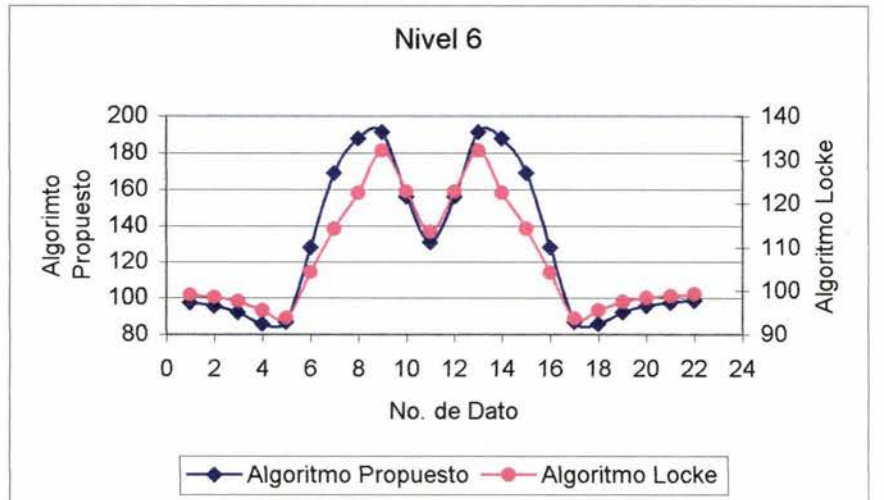 Nivel 6
Algorimto
Propuesto
200
180
160
140
120
100
80
140
130
120
110
100
90
Algoritmo Locke
0 2 4 6 8 10 12 14 16 18 20 22 24
No. de Dato
Algoritmo Propuesto Algoritmo Locke